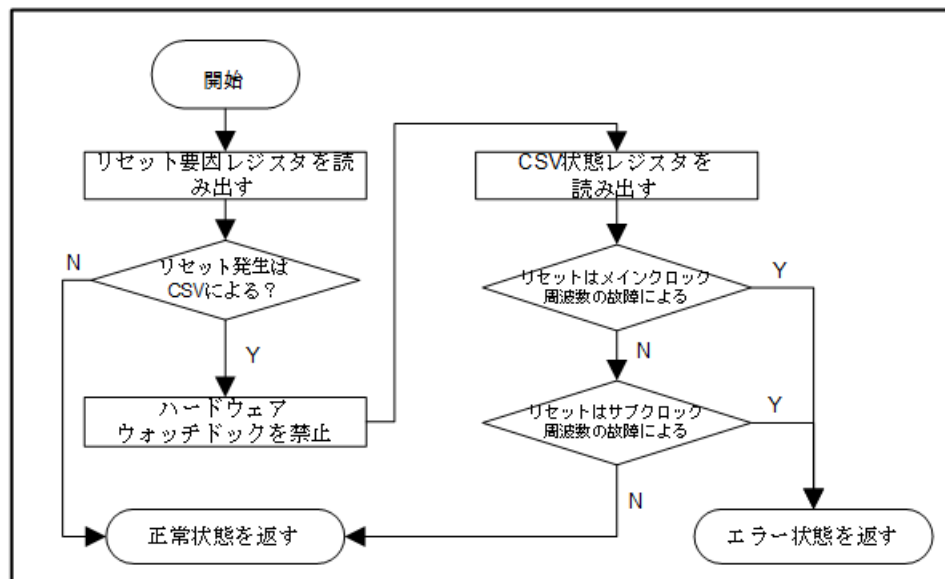 開始
リセット要因レジスタを読
み出す
N
リセット発生は
CSVによる？
Y
ハードウェア
ウォッチドックを禁止
正常状態を返す
CSV状態レジスタを
読み出す
リセットはメインクロック
周波数の故障による
Y
N
リセットはサブクロック
周波数の故障による
Y
N
エラー状態を返す